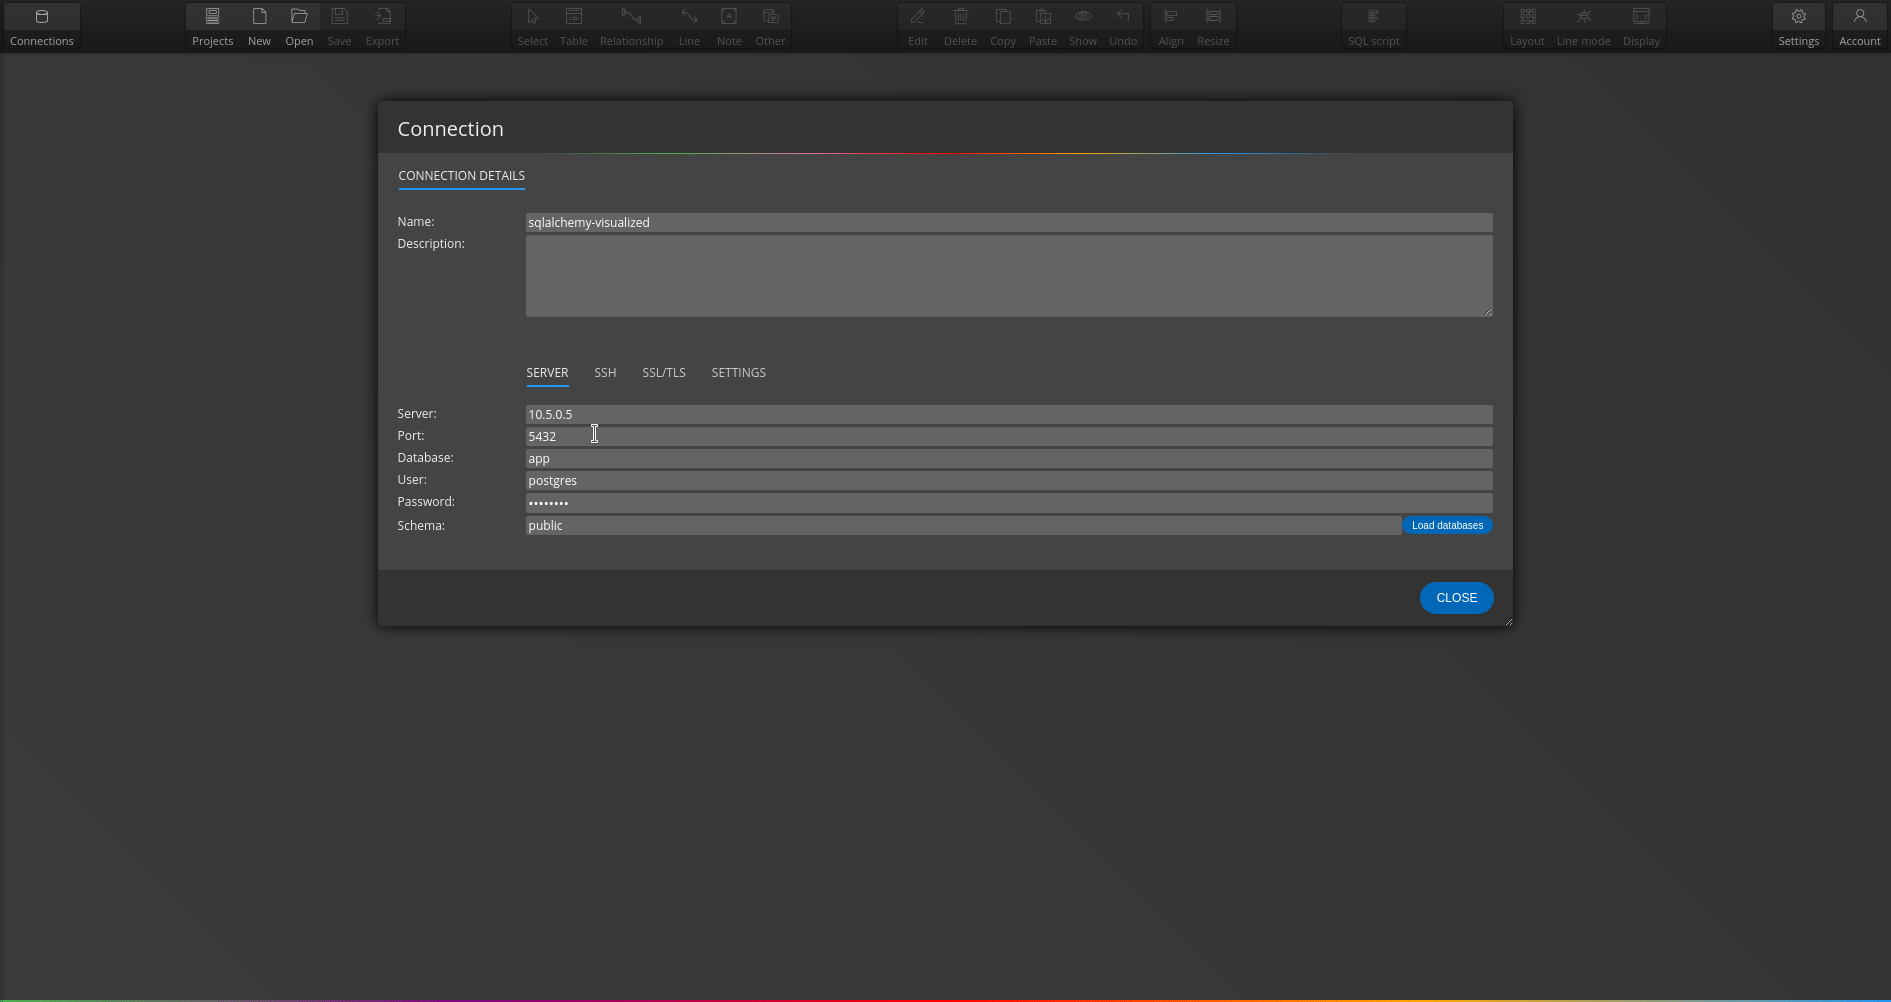 Connections Projects New Open Save Export Select Table Relationship Line Note Other Edit Delete Copy Paste Show Undo Align Resize SQL script Layout Line mode Display Settings Account
Connection
CONNECTION DETAILS
Name: sqlalchemy-visualized
Description:
SERVER SSH SSL/TLS SETTINGS
Server: 10.5.0.5
Port: 5432
Database: app
User: postgres
Password: ••••••••
Schema: public Load databases
CLOSE